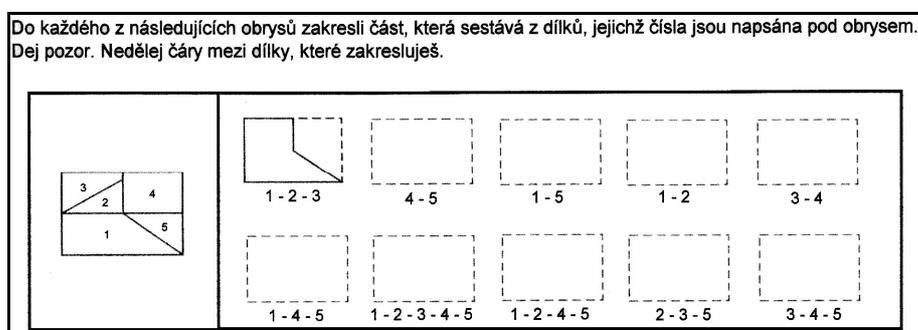 Do každého z následujících obrysů zakresli část, která sestává z dílků, jejichž čísla jsou napsána pod obrysem.
Dej pozor. Nedělej čáry mezi dílky, které zakresluješ.
3
4
2
1
5
1 - 2 - 3
4 - 5
1 - 5
1 - 2
3 - 4
1 - 4 - 5
1 - 2 - 3 - 4 - 5
1 - 2 - 4 - 5
2 - 3 - 5
3 - 4 - 5